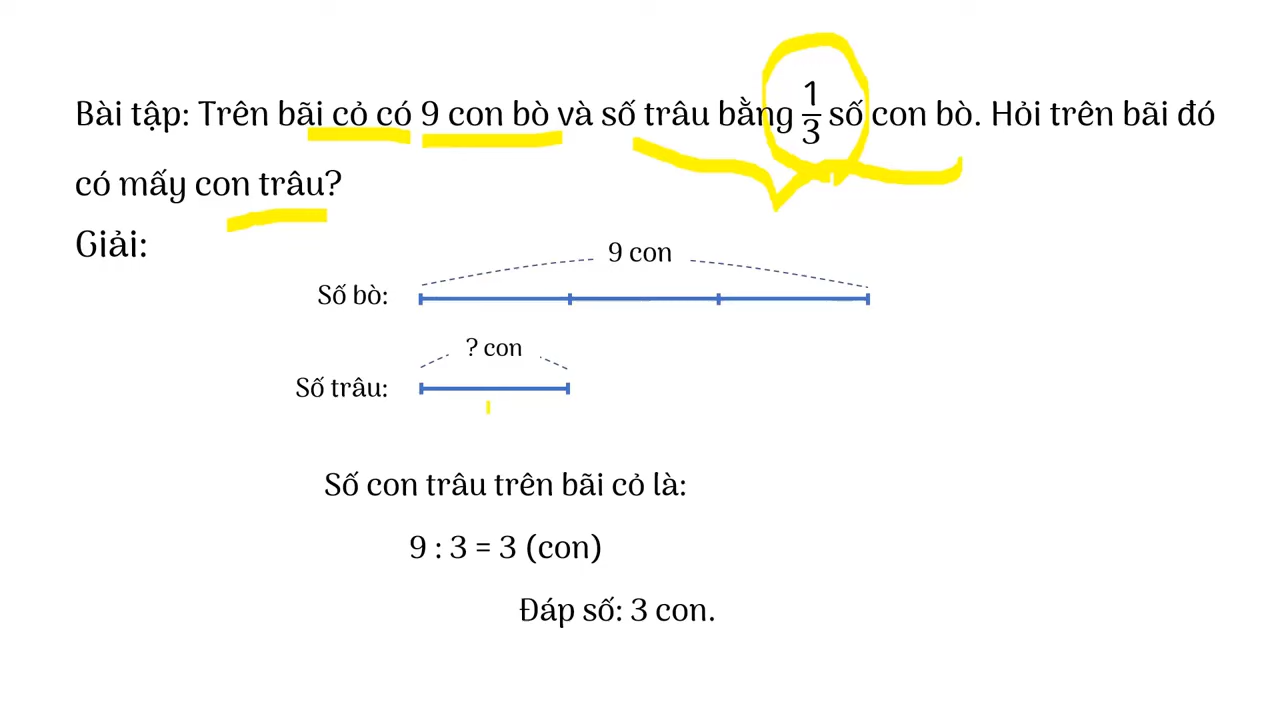 Bài tập: Trên bãi cỏ có 9 con bò và số trâu bằng 1/3 số con bò. Hỏi trên bãi đó
có mấy con trâu?
Giải:
9 con
Số bò:
? con
Số trâu:
Số con trâu trên bãi cỏ là:
9 : 3 = 3 (con)
Đáp số: 3 con.